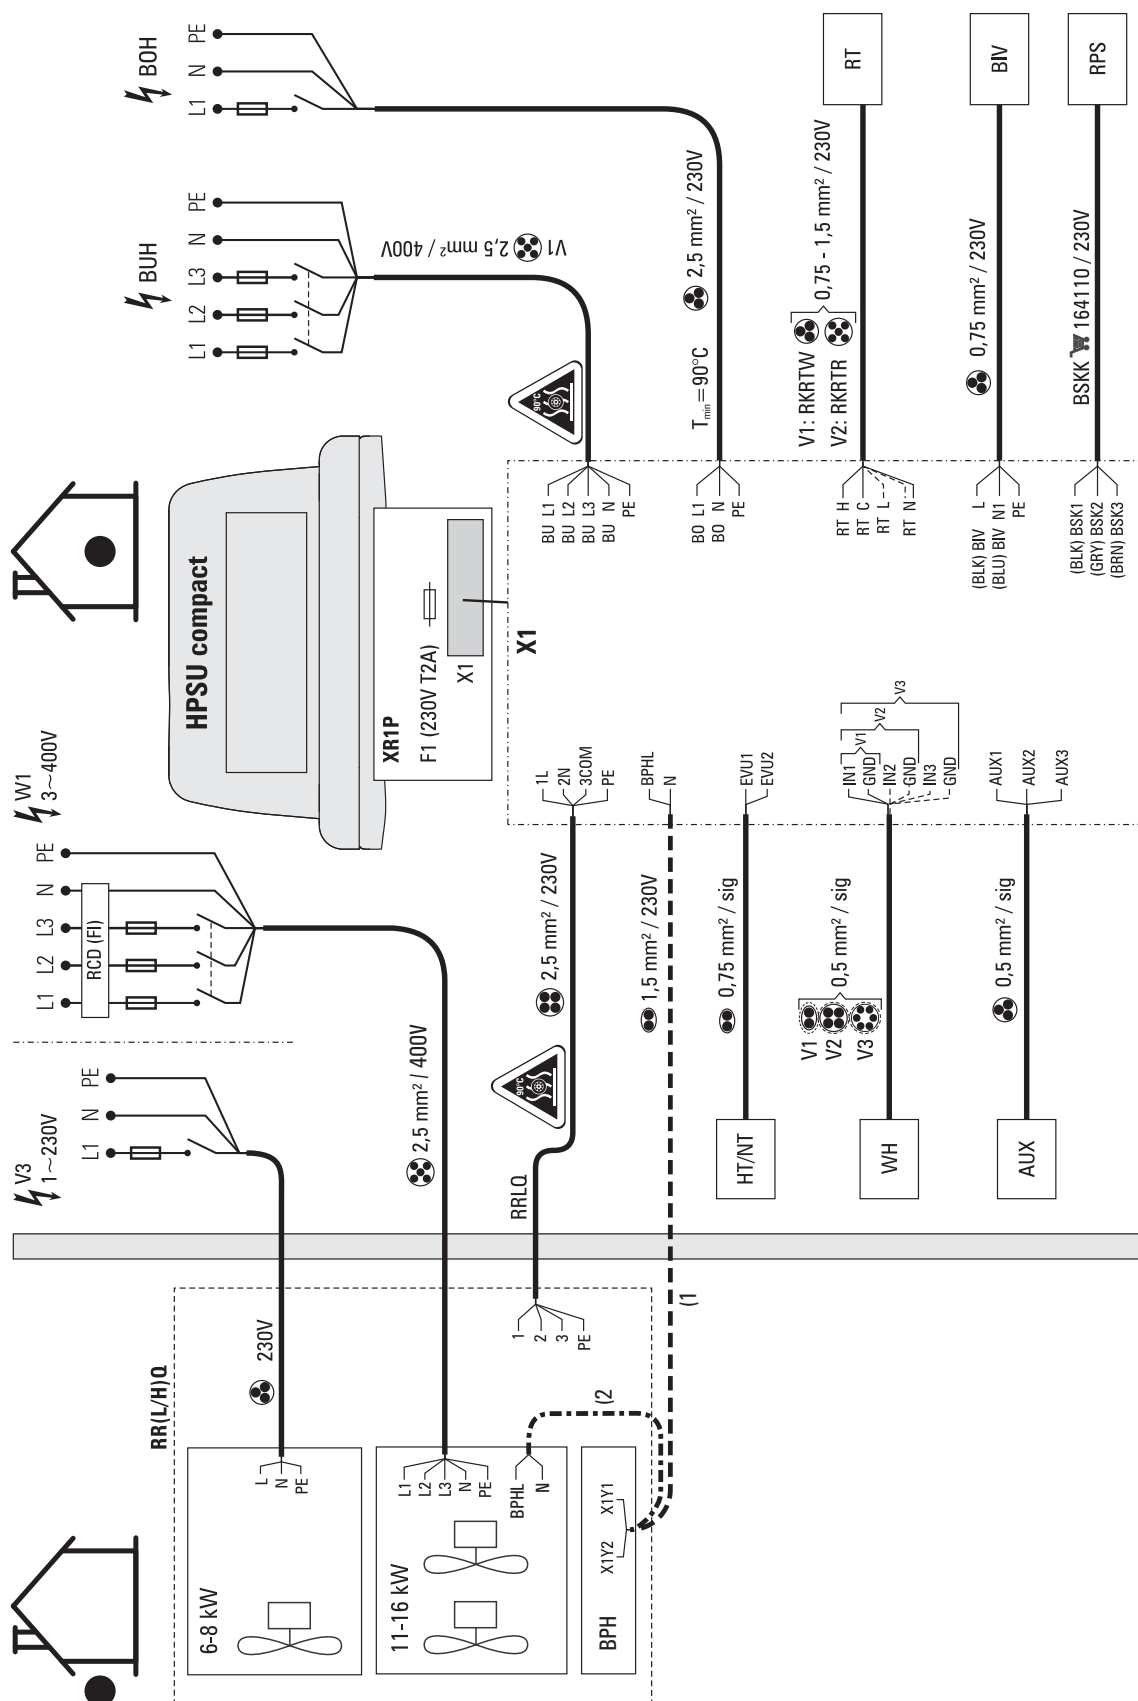 V3
1~230V
L1
N
PE
W1
3~400V
L1
L2
L3
N
PE
RCD (FI)
BUH
L1
L2
L3
N
PE
BOH
L1
N
PE
HPSU compact
XR1P
F1 (230V T2A)
X1
X1
RR(L/H)Q
6-8 kW
L
N
PE
230V
11-16 kW
L1
L2
L3
N
PE
BPHL
N
2,5 mm² / 400V
BPH
X1Y2
X1Y1
(2
(1
1
2
3
PE
RRLQ
90°C
2,5 mm² / 230V
1L
2N
3COM
PE
1,5 mm² / 230V
BPHL
N
HT/NT
0,75 mm² / sig
EVU1
EVU2
WH
V1
V2
V3
0,5 mm² / sig
IN1
GND
IN2
GND
IN3
GND
V1
V2
V3
AUX
0,5 mm² / sig
AUX1
AUX2
AUX3
V1
2,5 mm² / 400V
90°C
BU L1
BU L2
BU L3
BU N
PE
Tmin=90°C
2,5 mm² / 230V
BO L1
BO N
PE
V1: RKRTW
V2: RKRTR
0,75 - 1,5 mm² / 230V
RT
RT H
RT C
RT L
RT N
0,75 mm² / 230V
BIV
(BLK) BIV L
(BLU) BIV N1
PE
BSKK 164110 / 230V
RPS
(BLK) BSK1
(GRY) BSK2
(BRN) BSK3